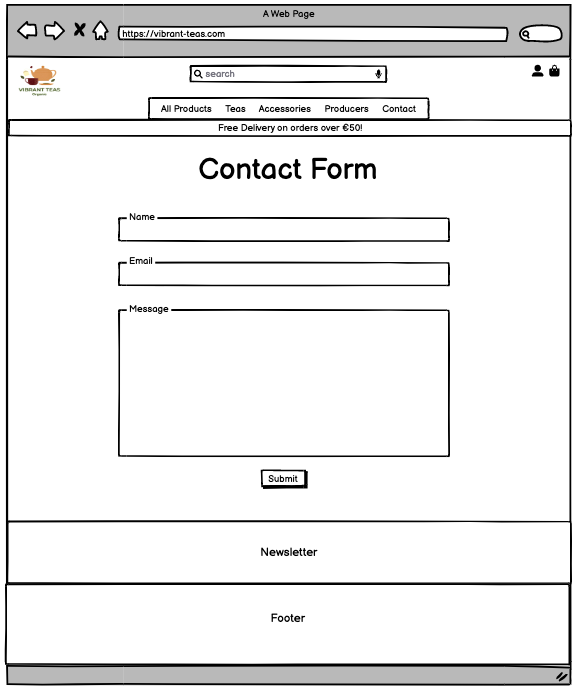 A Web Page
https://vibrant-teas.com
search
VIBRANT TEAS
Organic
All Products Teas Accessories Producers Contact
Free Delivery on orders over €50!
Contact Form
Name
Email
Message
Submit
Newsletter
Footer